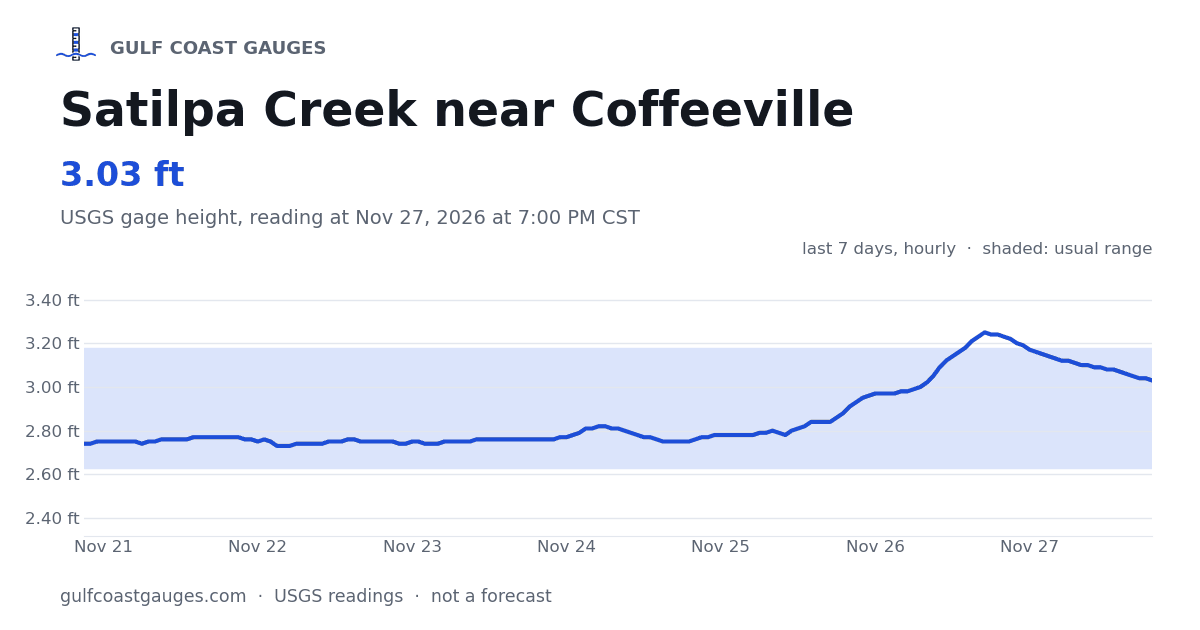 GULF COAST GAUGES
Satilpa Creek near Coffeeville
3.03 ft
USGS gage height, reading at Nov 27, 2026 at 7:00 PM CST
last 7 days, hourly · shaded: usual range
3.40 ft
3.20 ft
3.00 ft
2.80 ft
2.60 ft
2.40 ft
Nov 21 Nov 22 Nov 23 Nov 24 Nov 25 Nov 26 Nov 27
gulfcoastgauges.com · USGS readings · not a forecast